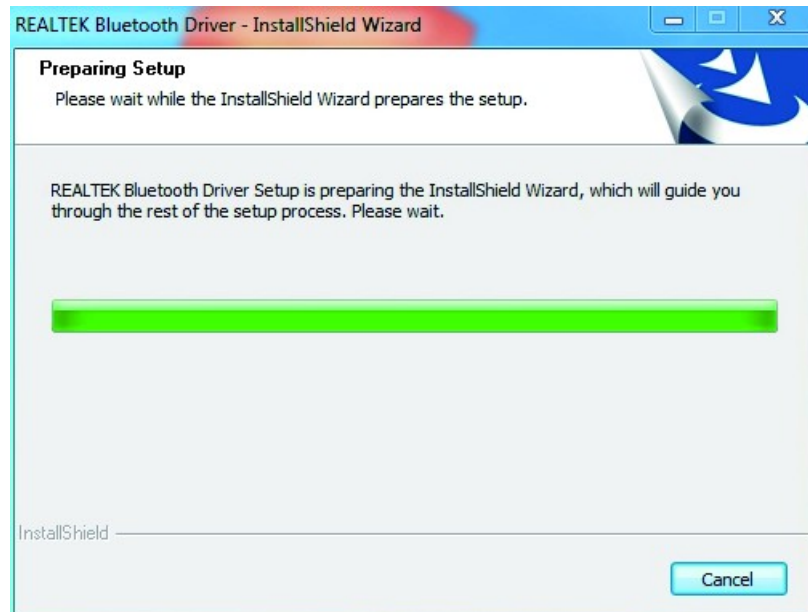 REALTEK Bluetooth Driver - InstallShield Wizard
Preparing Setup
Please wait while the InstallShield Wizard prepares the setup.
REALTEK Bluetooth Driver Setup is preparing the InstallShield Wizard, which will guide you
through the rest of the setup process. Please wait.
InstallShield
Cancel